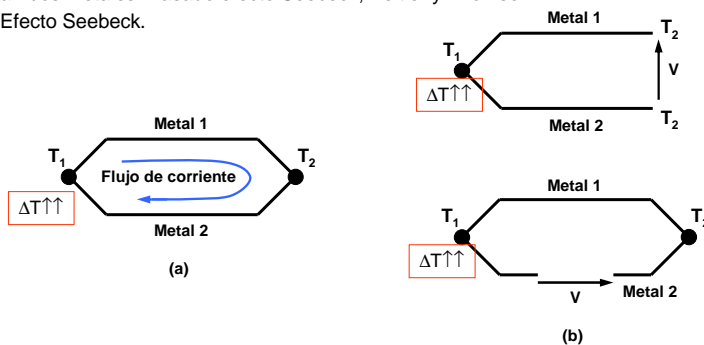 Efecto Seebeck.
Metal 1
T1
Flujo de corriente
T2
ΔT↑↑
Metal 2
(a)
Metal 1
T2
T1
V
ΔT↑↑
T2
Metal 2
Metal 1
T1
T2
ΔT↑↑
V
Metal 2
(b)